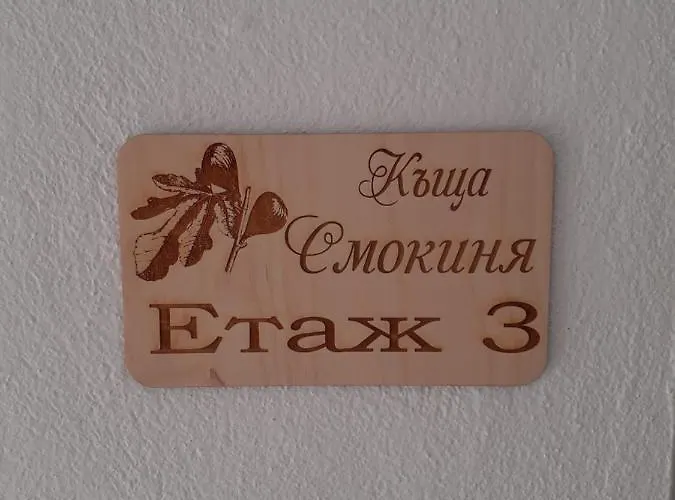 Къща
Смокиня
Етаж 3